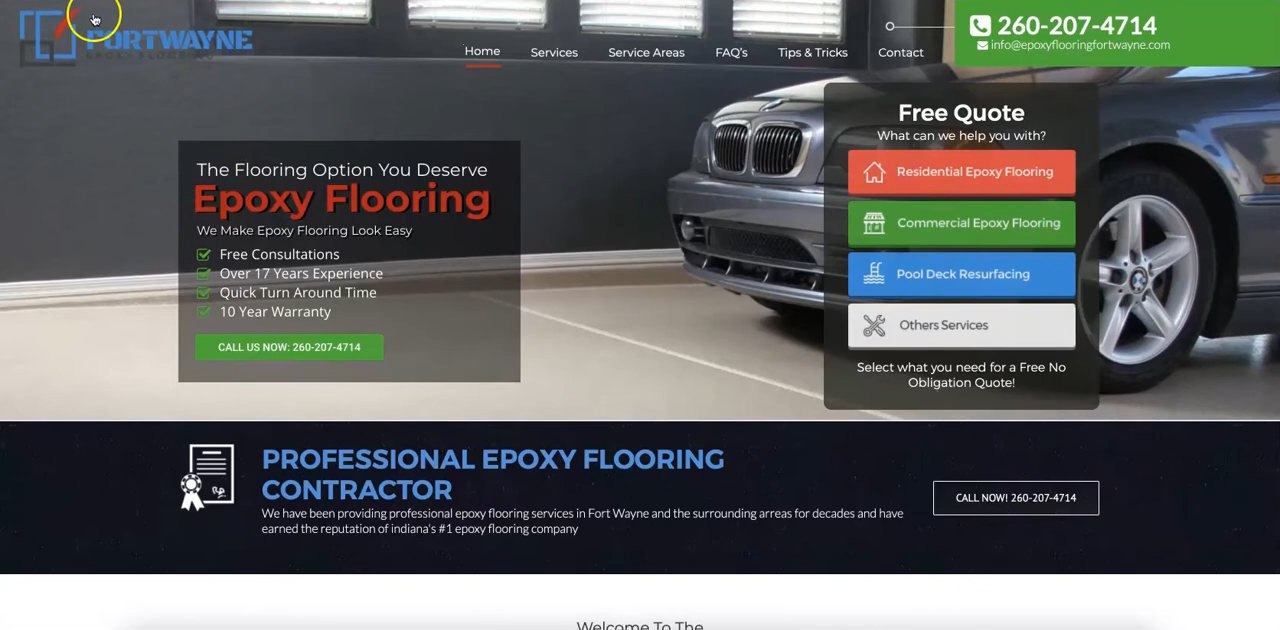 FORTWAYNE
EPOXY FLOORING
Home
Services
Service Areas
FAQ's
Tips & Tricks
Contact
260-207-4714
info@epoxyflooringfortwayne.com
The Flooring Option You Deserve
Epoxy Flooring
We Make Epoxy Flooring Look Easy
Free Consultations
Over 17 Years Experience
Quick Turn Around Time
10 Year Warranty
CALL US NOW: 260-207-4714
Free Quote
What can we help you with?
Residential Epoxy Flooring
Commercial Epoxy Flooring
Pool Deck Resurfacing
Others Services
Select what you need for a Free No
Obligation Quote!
PROFESSIONAL EPOXY FLOORING
CONTRACTOR
We have been providing professional epoxy flooring services in Fort Wayne and the surrounding areas for decades and have
earned the reputation of indiana's #1 epoxy flooring company
CALL NOW! 260-207-4714
Welcome To The